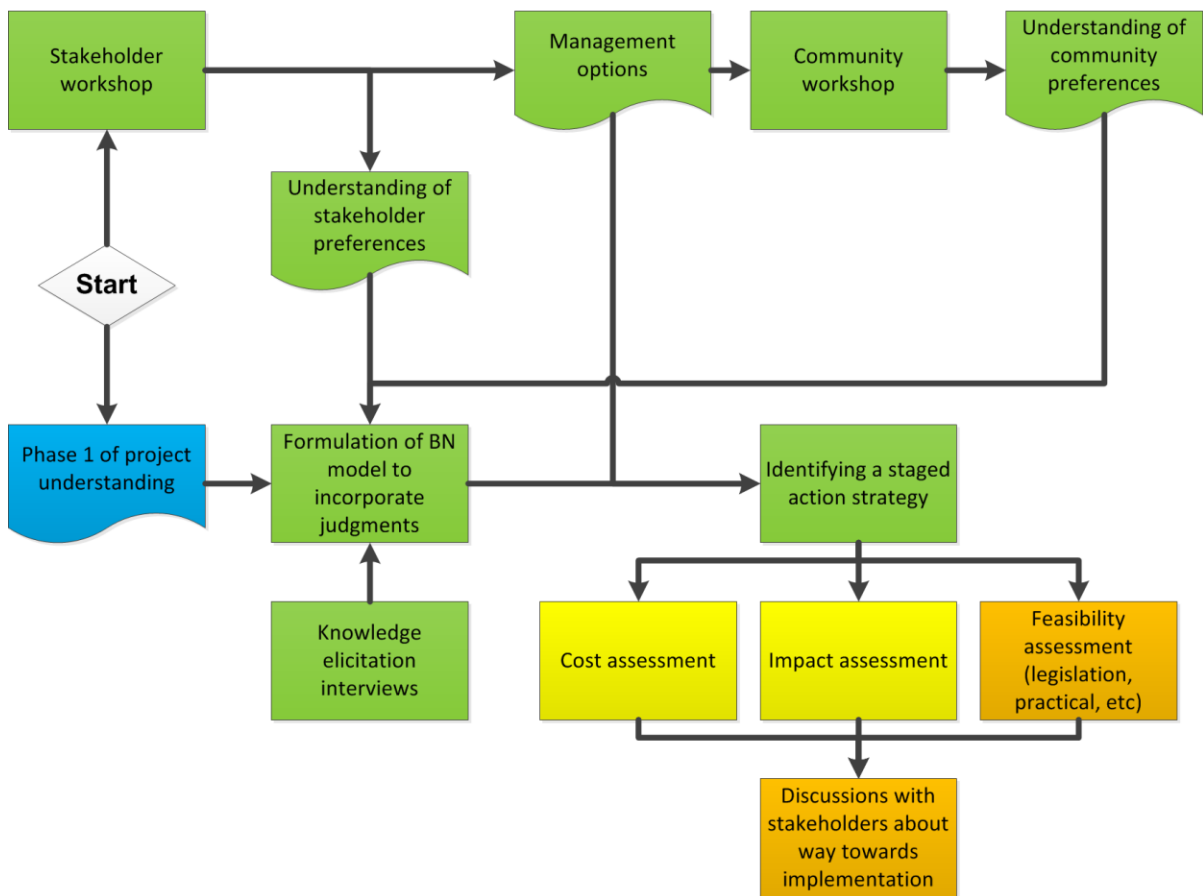 Stakeholder
workshop
Management
options
Community
workshop
Understanding of
community
preferences
Understanding of
stakeholder
preferences
Start
Phase 1 of project
understanding
Formulation of BN
model to
incorporate
judgments
Identifying a staged
action strategy
Knowledge
elicitation
interviews
Cost assessment
Impact assessment
Feasibility
assessment
(legislation,
practical, etc)
Discussions with
stakeholders about
way towards
implementation